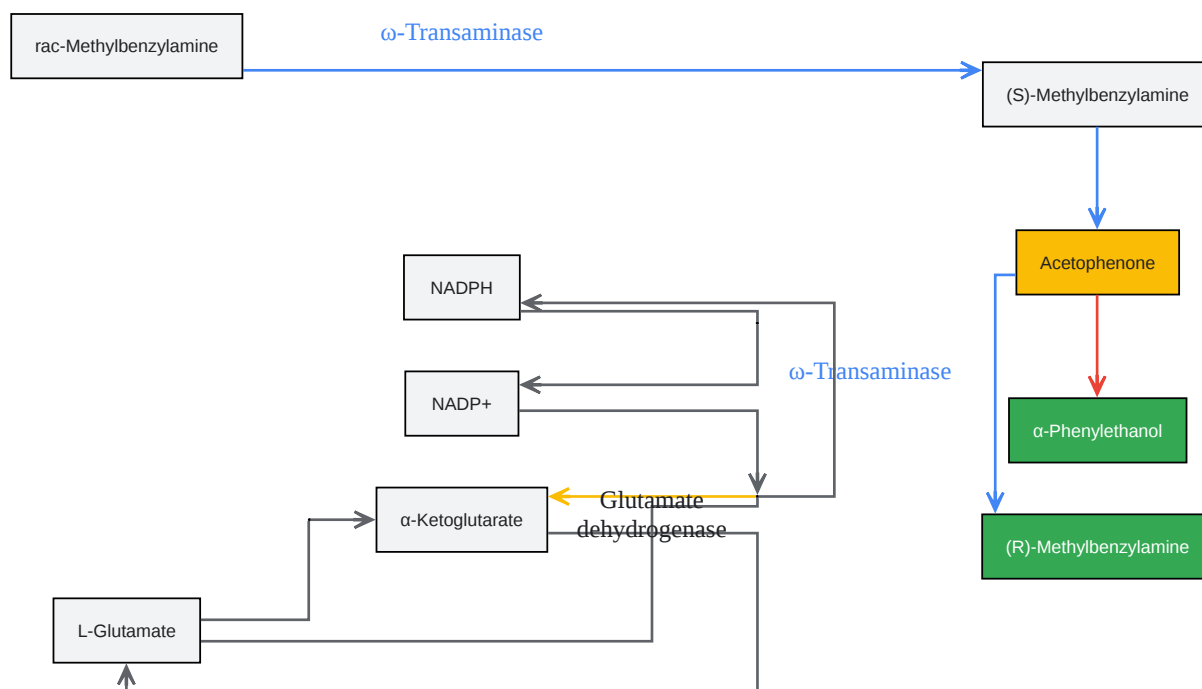 rac-Methylbenzylamine
ω-Transaminase
(S)-Methylbenzylamine
Acetophenone
NADPH
ω-Transaminase
NADP+
α-Phenylethanol
α-Ketoglutarate
Glutamate
dehydrogenase
(R)-Methylbenzylamine
L-Glutamate